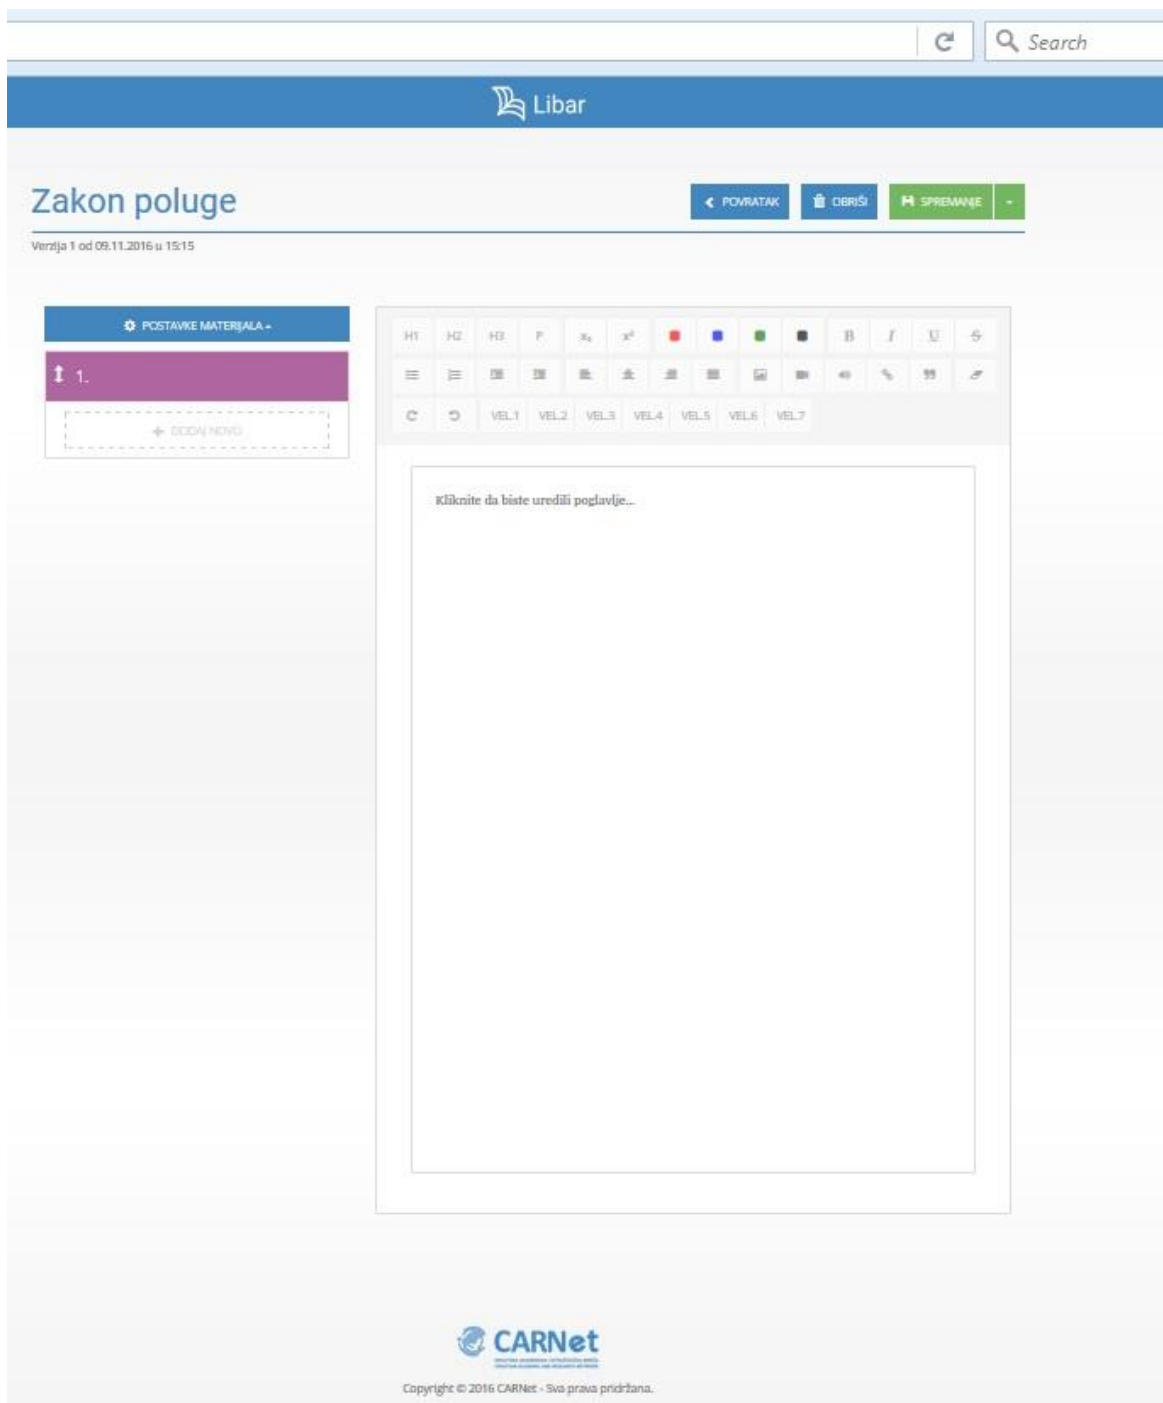 Search
Libar
Zakon poluge
POVRATAK OBRIŠI SPREMANJE
Verzija 1 od 09.11.2016 u 15:15
POSTAVKE MATERIJALA
1.
DODAJ NOVO
H1 H2 H3 P x₂ x² B I U S
VEL.1 VEL.2 VEL.3 VEL.4 VEL.5 VEL.6 VEL.7
Kliknite da biste uredili poglavlje...
CARNet
Copyright © 2016 CARNet - Sva prava pridržana.